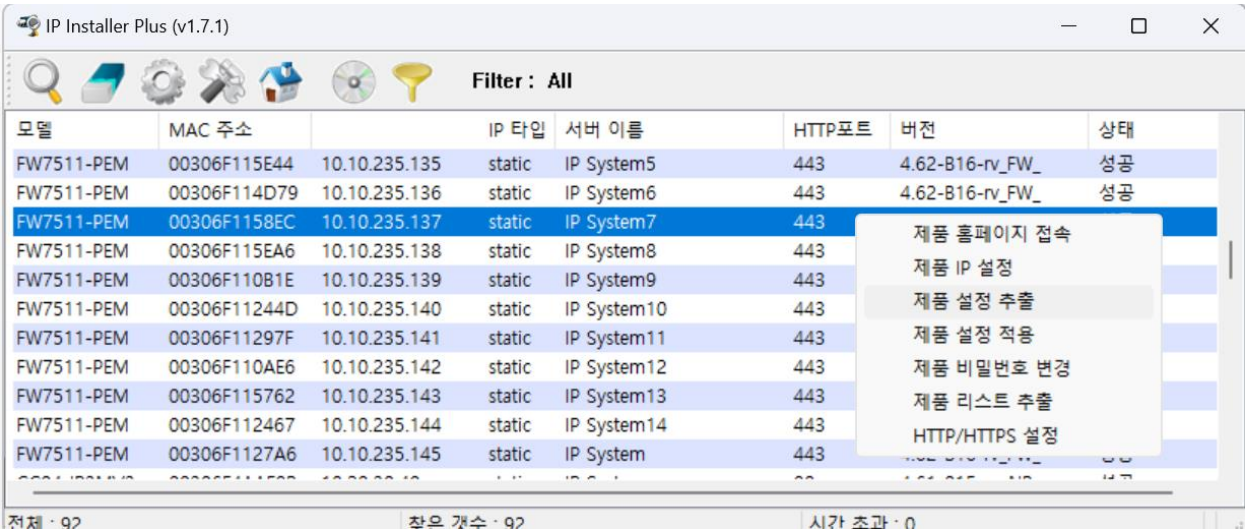 IP Installer Plus (v1.7.1)
Filter : All
모델 MAC 주소 IP 타입 서버 이름 HTTP포트 버전 상태
FW7511-PEM 00306F115E44 10.10.235.135 static IP System5 443 4.62-B16-rv_FW_ 성공
FW7511-PEM 00306F114D79 10.10.235.136 static IP System6 443 4.62-B16-rv_FW_ 성공
FW7511-PEM 00306F1158EC 10.10.235.137 static IP System7 443
제품 홈페이지 접속
FW7511-PEM 00306F115EA6 10.10.235.138 static IP System8 443
제품 IP 설정
FW7511-PEM 00306F110B1E 10.10.235.139 static IP System9 443
제품 설정 추출
FW7511-PEM 00306F11244D 10.10.235.140 static IP System10 443
FW7511-PEM 00306F11297F 10.10.235.141 static IP System11 443
제품 설정 적용
FW7511-PEM 00306F110AE6 10.10.235.142 static IP System12 443
제품 비밀번호 변경
FW7511-PEM 00306F115762 10.10.235.143 static IP System13 443
제품 리스트 추출
FW7511-PEM 00306F112467 10.10.235.144 static IP System14 443
HTTP/HTTPS 설정
FW7511-PEM 00306F1127A6 10.10.235.145 static IP System 443
전체 : 92 찾은 갯수 : 92 시간 초과 : 0